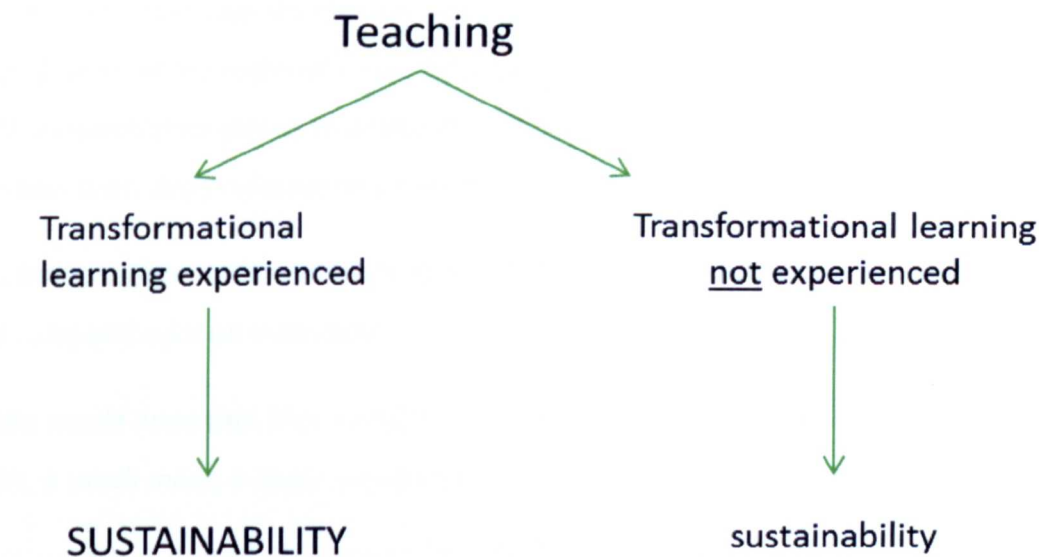 Teaching
Transformational
learning experienced
Transformational learning
not experienced
SUSTAINABILITY
sustainability